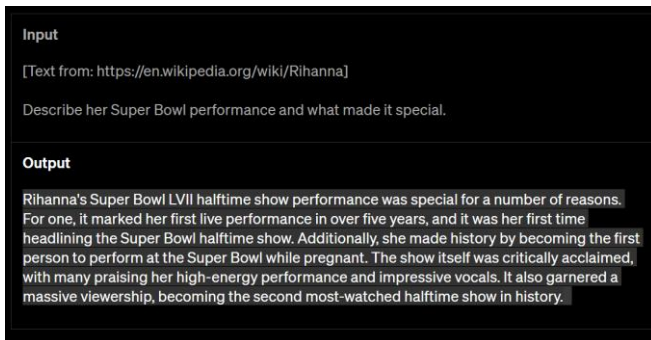 Input
[Text from: https://en.wikipedia.org/wiki/Rihanna]
Describe her Super Bowl performance and what made it special.
Output
Rihanna's Super Bowl LVII halftime show performance was special for a number of reasons.
For one, it marked her first live performance in over five years, and it was her first time
headlining the Super Bowl halftime show. Additionally, she made history by becoming the first
person to perform at the Super Bowl while pregnant. The show itself was critically acclaimed,
with many praising her high-energy performance and impressive vocals. It also garnered a
massive viewership, becoming the second most-watched halftime show in history.